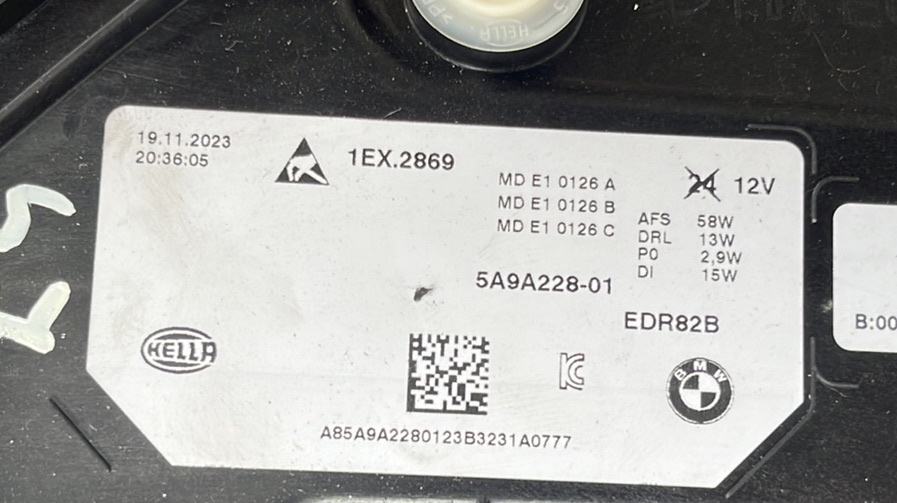 HELLA
19.11.2023
20:36:05
1EX.2869
MD E1 0126 A
MD E1 0126 B
MD E1 0126 C
24 12V
AFS 58W
DRL 13W
P0 2,9W
DI 15W
5A9A228-01
EDR82B
HELLA
BMW
A85A9A2280123B3231A0777
B:00